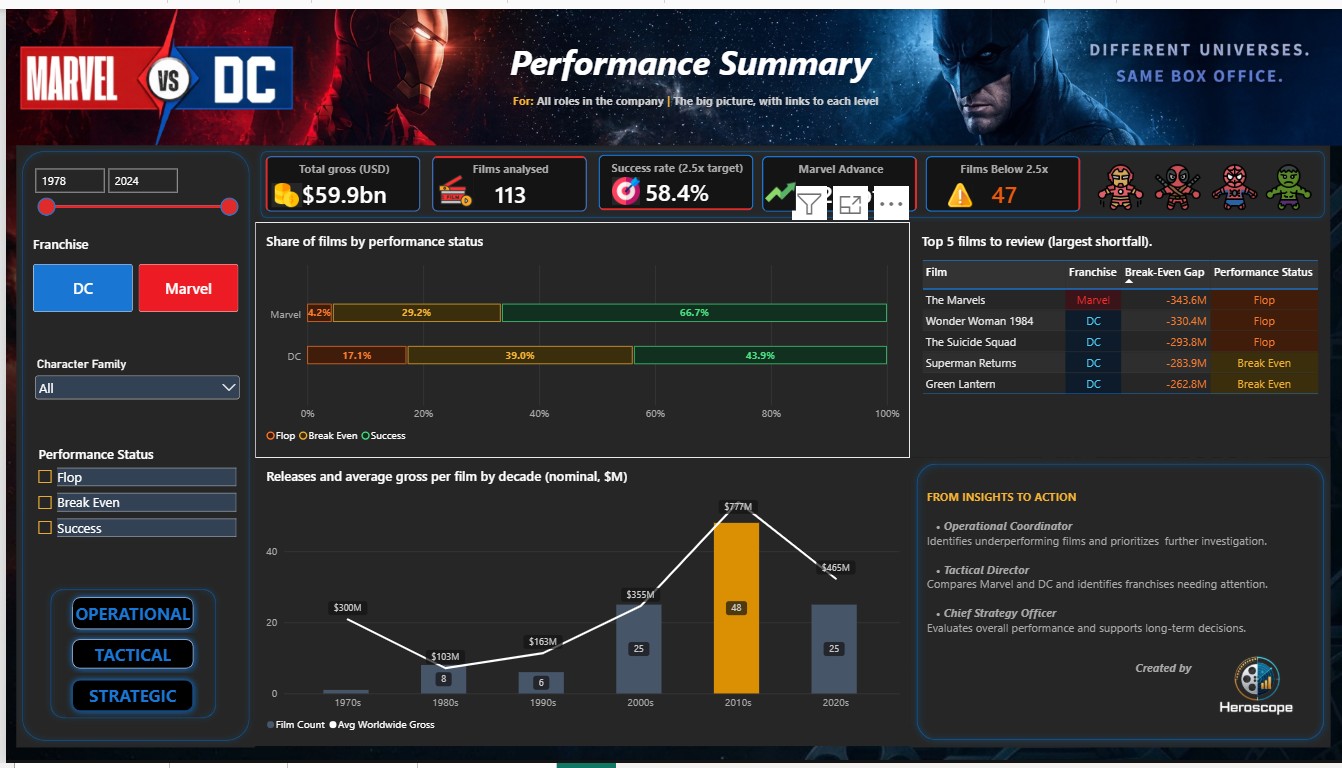 MARVEL VS DC
Performance Summary
For: All roles in the company | The big picture, with links to each level
DIFFERENT UNIVERSES.
SAME BOX OFFICE.
1978 2024
Franchise
DC Marvel
Character Family
All
Performance Status
Flop
Break Even
Success
OPERATIONAL
TACTICAL
STRATEGIC
Total gross (USD)
$59.9bn
Films analysed
113
Success rate (2.5x target)
58.4%
Marvel Advance
Films Below 2.5x
47
Share of films by performance status
Marvel 4.2% 29.2% 66.7%
DC 17.1% 39.0% 43.9%
0% 20% 40% 60% 80% 100%
Flop Break Even Success
Top 5 films to review (largest shortfall).
Film Franchise Break-Even Gap Performance Status
The Marvels Marvel -343.6M Flop
Wonder Woman 1984 DC -330.4M Flop
The Suicide Squad DC -293.8M Flop
Superman Returns DC -283.9M Break Even
Green Lantern DC -262.8M Break Even
Releases and average gross per film by decade (nominal, $M)
$777M
40
$465M
$300M
48
$355M
20
$163M
25
25
$103M
8
6
0
1970s 1980s 1990s 2000s 2010s 2020s
Film Count Avg Worldwide Gross
FROM INSIGHTS TO ACTION
• Operational Coordinator
Identifies underperforming films and prioritizes further investigation.
• Tactical Director
Compares Marvel and DC and identifies franchises needing attention.
• Chief Strategy Officer
Evaluates overall performance and supports long-term decisions.
Created by
Heroscope